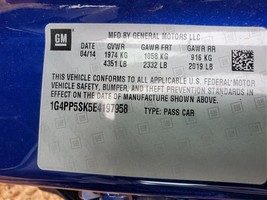 GM
MFD BY GENERAL MOTORS LLC
DATE GVWR GAWR FRT GAWR RR
04/14 1974 KG 1058 KG 916 KG
4351 LB 2332 LB 2019 LB
THIS VEHICLE CONFORMS TO ALL APPLICABLE U.S. FEDERAL MOTOR
VEHICLE SAFETY, BUMPER, AND THEFT PREVENTION STANDARDS
IN EFFECT ON THE DATE OF MANUFACTURE SHOWN ABOVE.
1G4PP5SK5E4197958
TYPE: PASS CAR